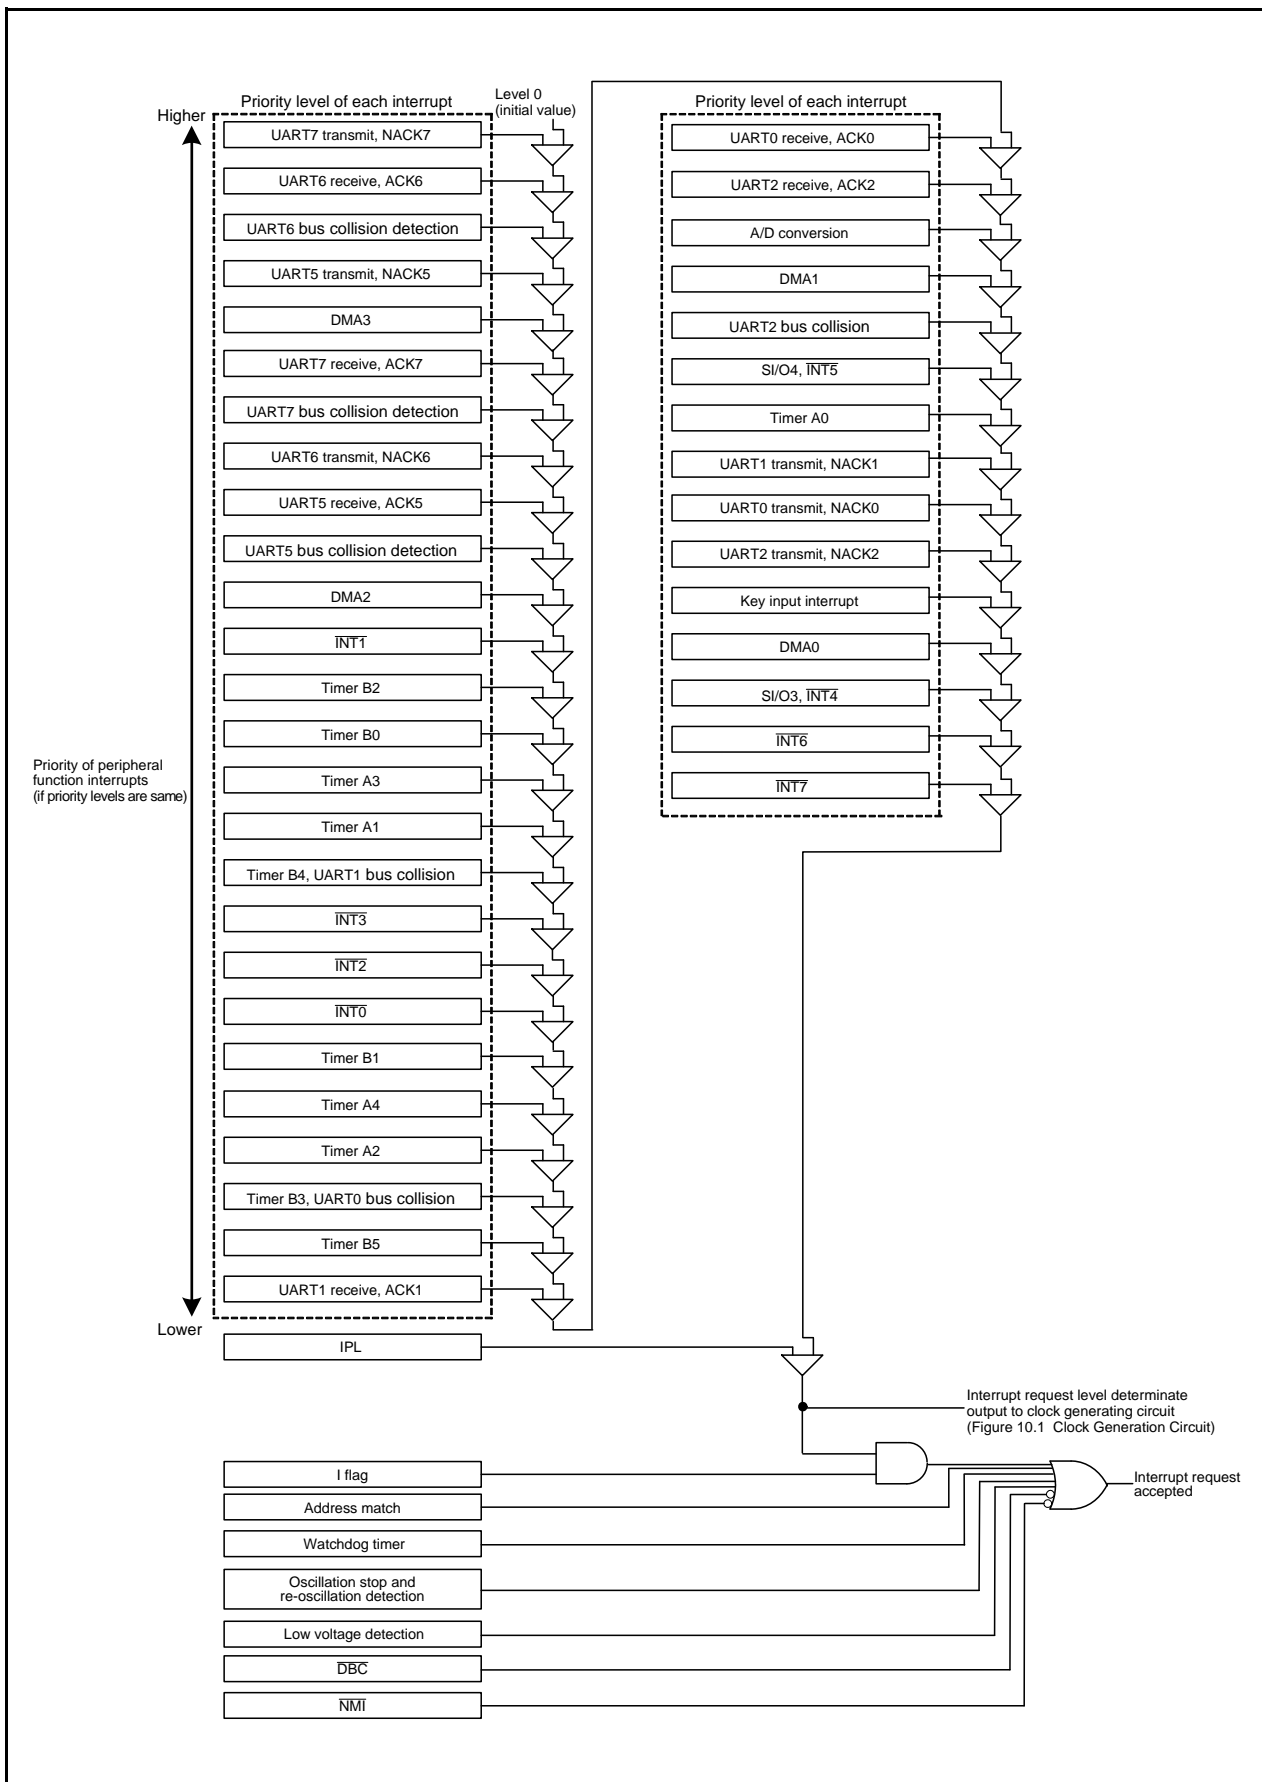 Priority level of each interrupt
Level 0
(initial value)
Higher
UART7 transmit, NACK7
UART6 receive, ACK6
UART6 bus collision detection
UART5 transmit, NACK5
DMA3
UART7 receive, ACK7
UART7 bus collision detection
UART6 transmit, NACK6
UART5 receive, ACK5
UART5 bus collision detection
DMA2
INT1
Timer B2
Timer B0
Priority of peripheral
function interrupts
(if priority levels are same)
Timer A3
Timer A1
Timer B4, UART1 bus collision
INT3
INT2
INT0
Timer B1
Timer A4
Timer A2
Timer B3, UART0 bus collision
Timer B5
UART1 receive, ACK1
Lower
Priority level of each interrupt
UART0 receive, ACK0
UART2 receive, ACK2
A/D conversion
DMA1
UART2 bus collision
SI/O4, INT5
Timer A0
UART1 transmit, NACK1
UART0 transmit, NACK0
UART2 transmit, NACK2
Key input interrupt
DMA0
SI/O3, INT4
INT6
INT7
IPL
Interrupt request level determinate
output to clock generating circuit
(Figure 10.1 Clock Generation Circuit)
I flag
Address match
Watchdog timer
Oscillation stop and
re-oscillation detection
Low voltage detection
DBC
NMI
Interrupt request
accepted